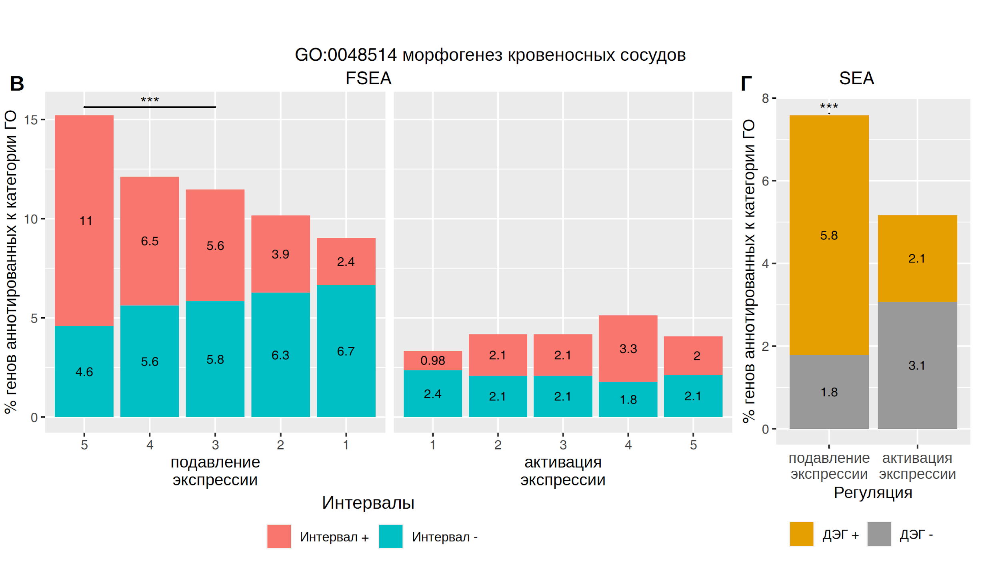 GO:0048514 морфогенез кровеносных сосудов
В
FSEA
% генов аннотированных к категории ГО
15
10
5
0
***
11
6.5
5.6
3.9
2.4
4.6
5.6
5.8
6.3
6.7
0.98
2.1
2.1
3.3
2
2.4
2.1
2.1
1.8
2.1
5
4
3
2
1
1
2
3
4
5
подавление
экспрессии
активация
экспрессии
Интервалы
Интервал +
Интервал -
Г
SEA
% генов аннотированных к категории ГО
8
6
4
2
0
***
5.8
2.1
1.8
3.1
подавление
экспрессии
активация
экспрессии
Регуляция
ДЭГ +
ДЭГ -